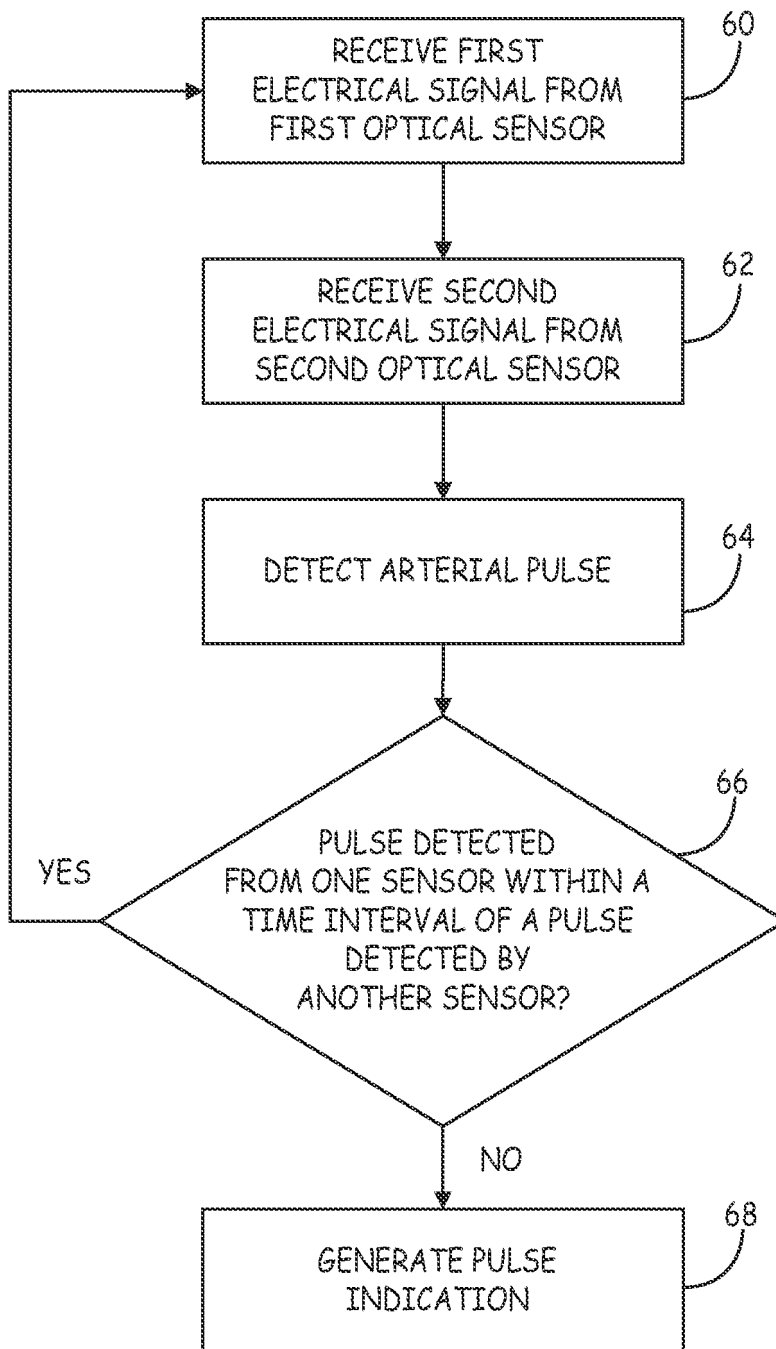 RECEIVE FIRST
ELECTRICAL SIGNAL FROM
FIRST OPTICAL SENSOR
60
RECEIVE SECOND
ELECTRICAL SIGNAL FROM
SECOND OPTICAL SENSOR
62
DETECT ARTERIAL PULSE
64
PULSE DETECTED
FROM ONE SENSOR WITHIN A
TIME INTERVAL OF A PULSE
DETECTED BY
ANOTHER SENSOR?
66
YES
NO
GENERATE PULSE
INDICATION
68